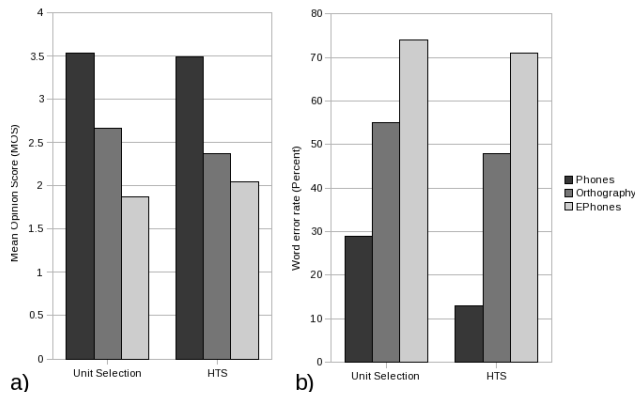 Mean Opinion Score (MOS)
4
3.5
3
2.5
2
1.5
1
0.5
0
Unit Selection
HTS
a)
Word error rate (Percent)
80
70
60
50
40
30
20
10
0
Unit Selection
HTS
b)
Phones
Orthography
EPhones